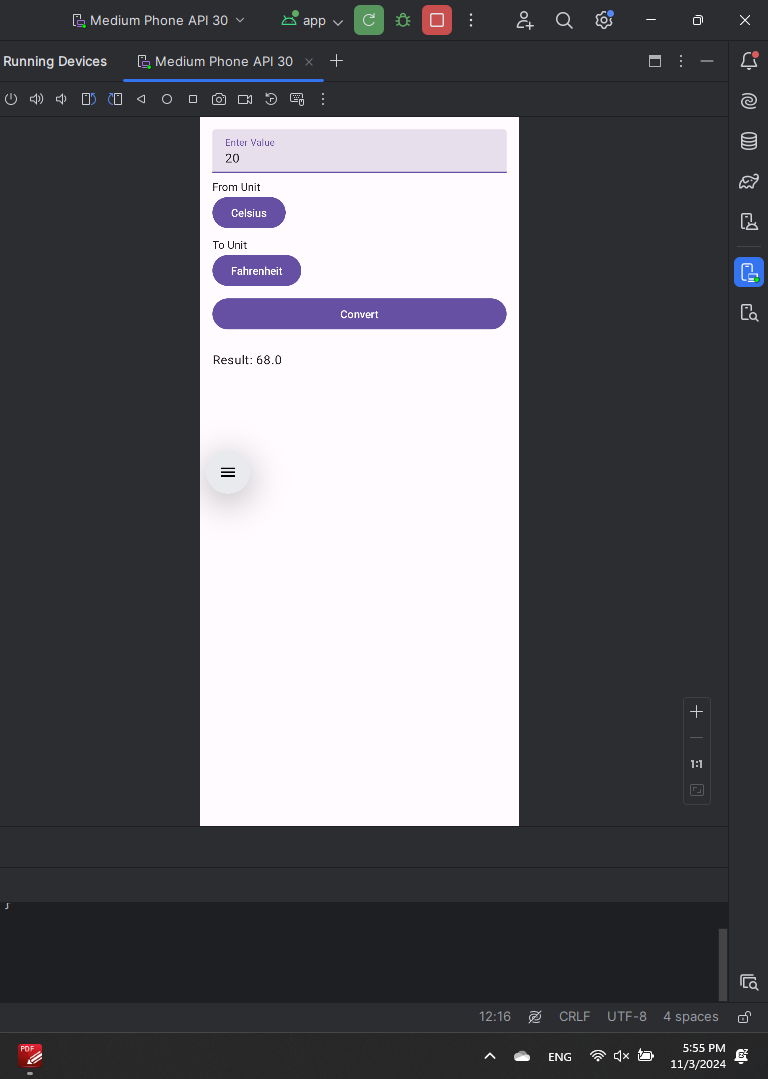 Medium Phone API 30
app
Running Devices
Medium Phone API 30
Enter Value
20
From Unit
Celsius
To Unit
Fahrenheit
Convert
Result: 68.0
1:1
12:16 CRLF UTF-8 4 spaces
PDF
ENG
5:55 PM
11/3/2024